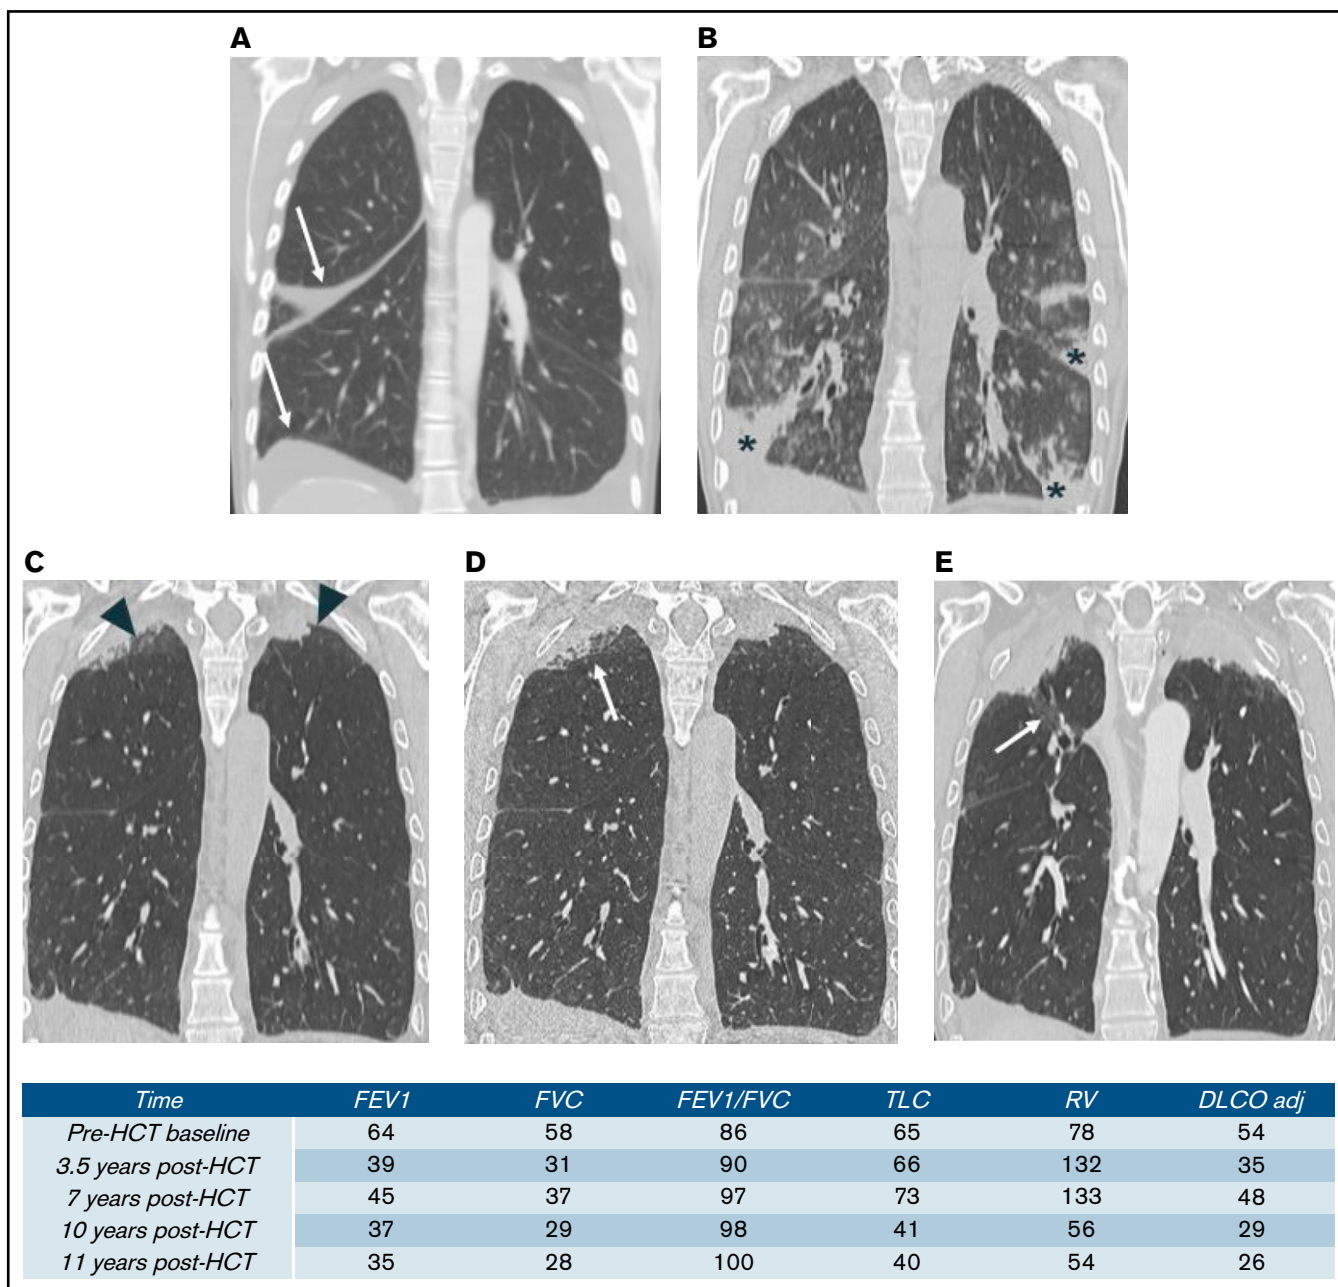 A B
*
*
*
C D E
Time FEV1 FVC FEV1/FVC TLC RV DLCO adj
Pre-HCT baseline 64 58 86 65 78 54
3.5 years post-HCT 39 31 90 66 132 35
7 years post-HCT 45 37 97 73 133 48
10 years post-HCT 37 29 98 41 56 29
11 years post-HCT 35 28 100 40 54 26